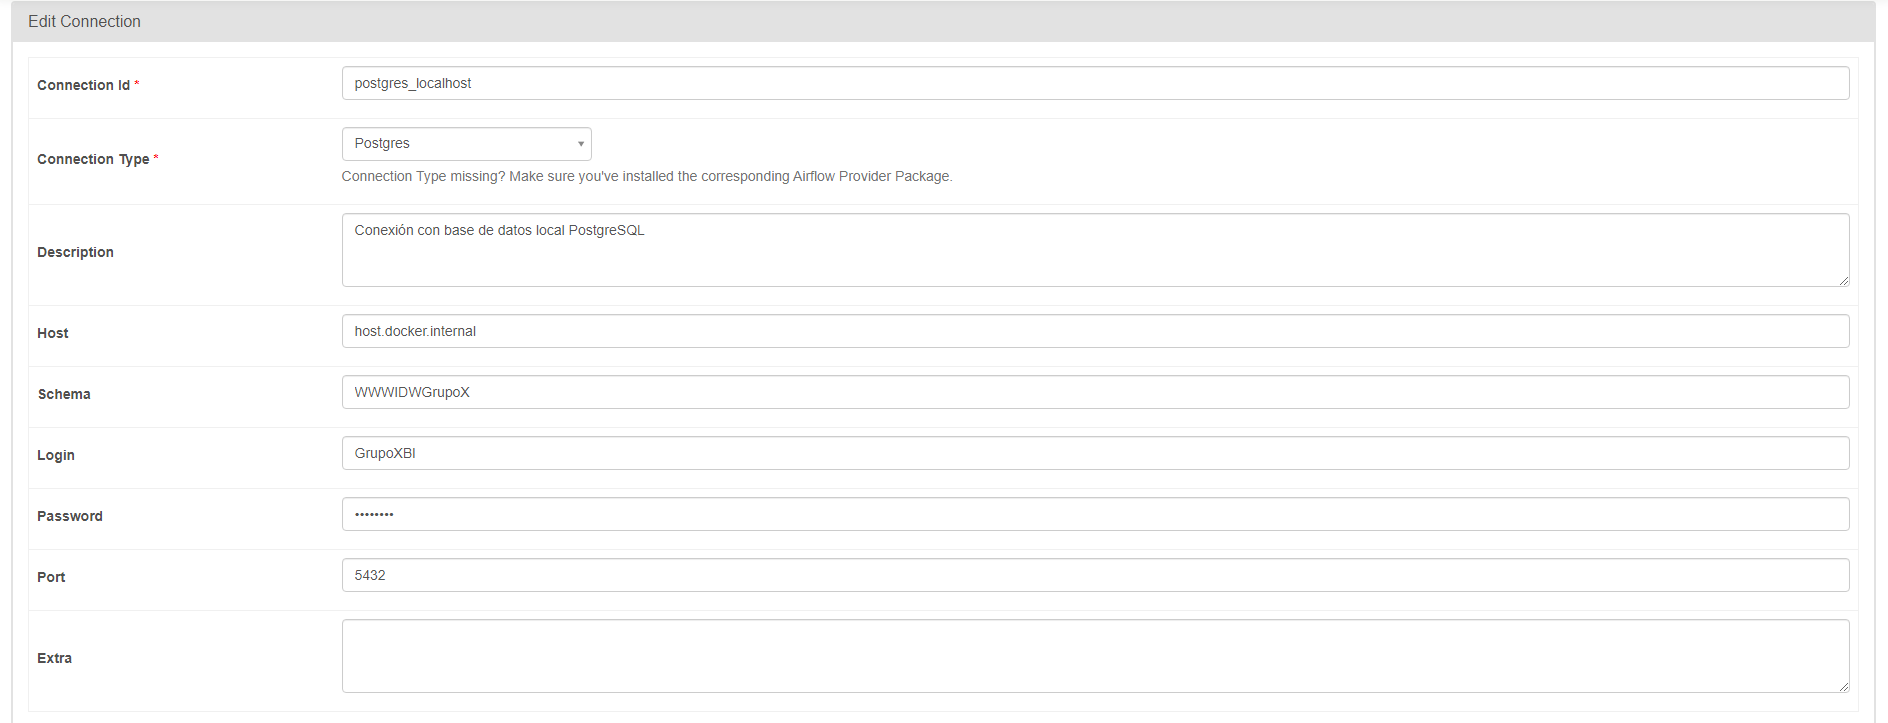 Edit Connection
Connection Id *
postgres_localhost
Connection Type *
Postgres
Connection Type missing? Make sure you've installed the corresponding Airflow Provider Package.
Description
Conexión con base de datos local PostgreSQL
Host
host.docker.internal
Schema
WWWIDWGrupoX
Login
GrupoXBI
Password
••••••••
Port
5432
Extra